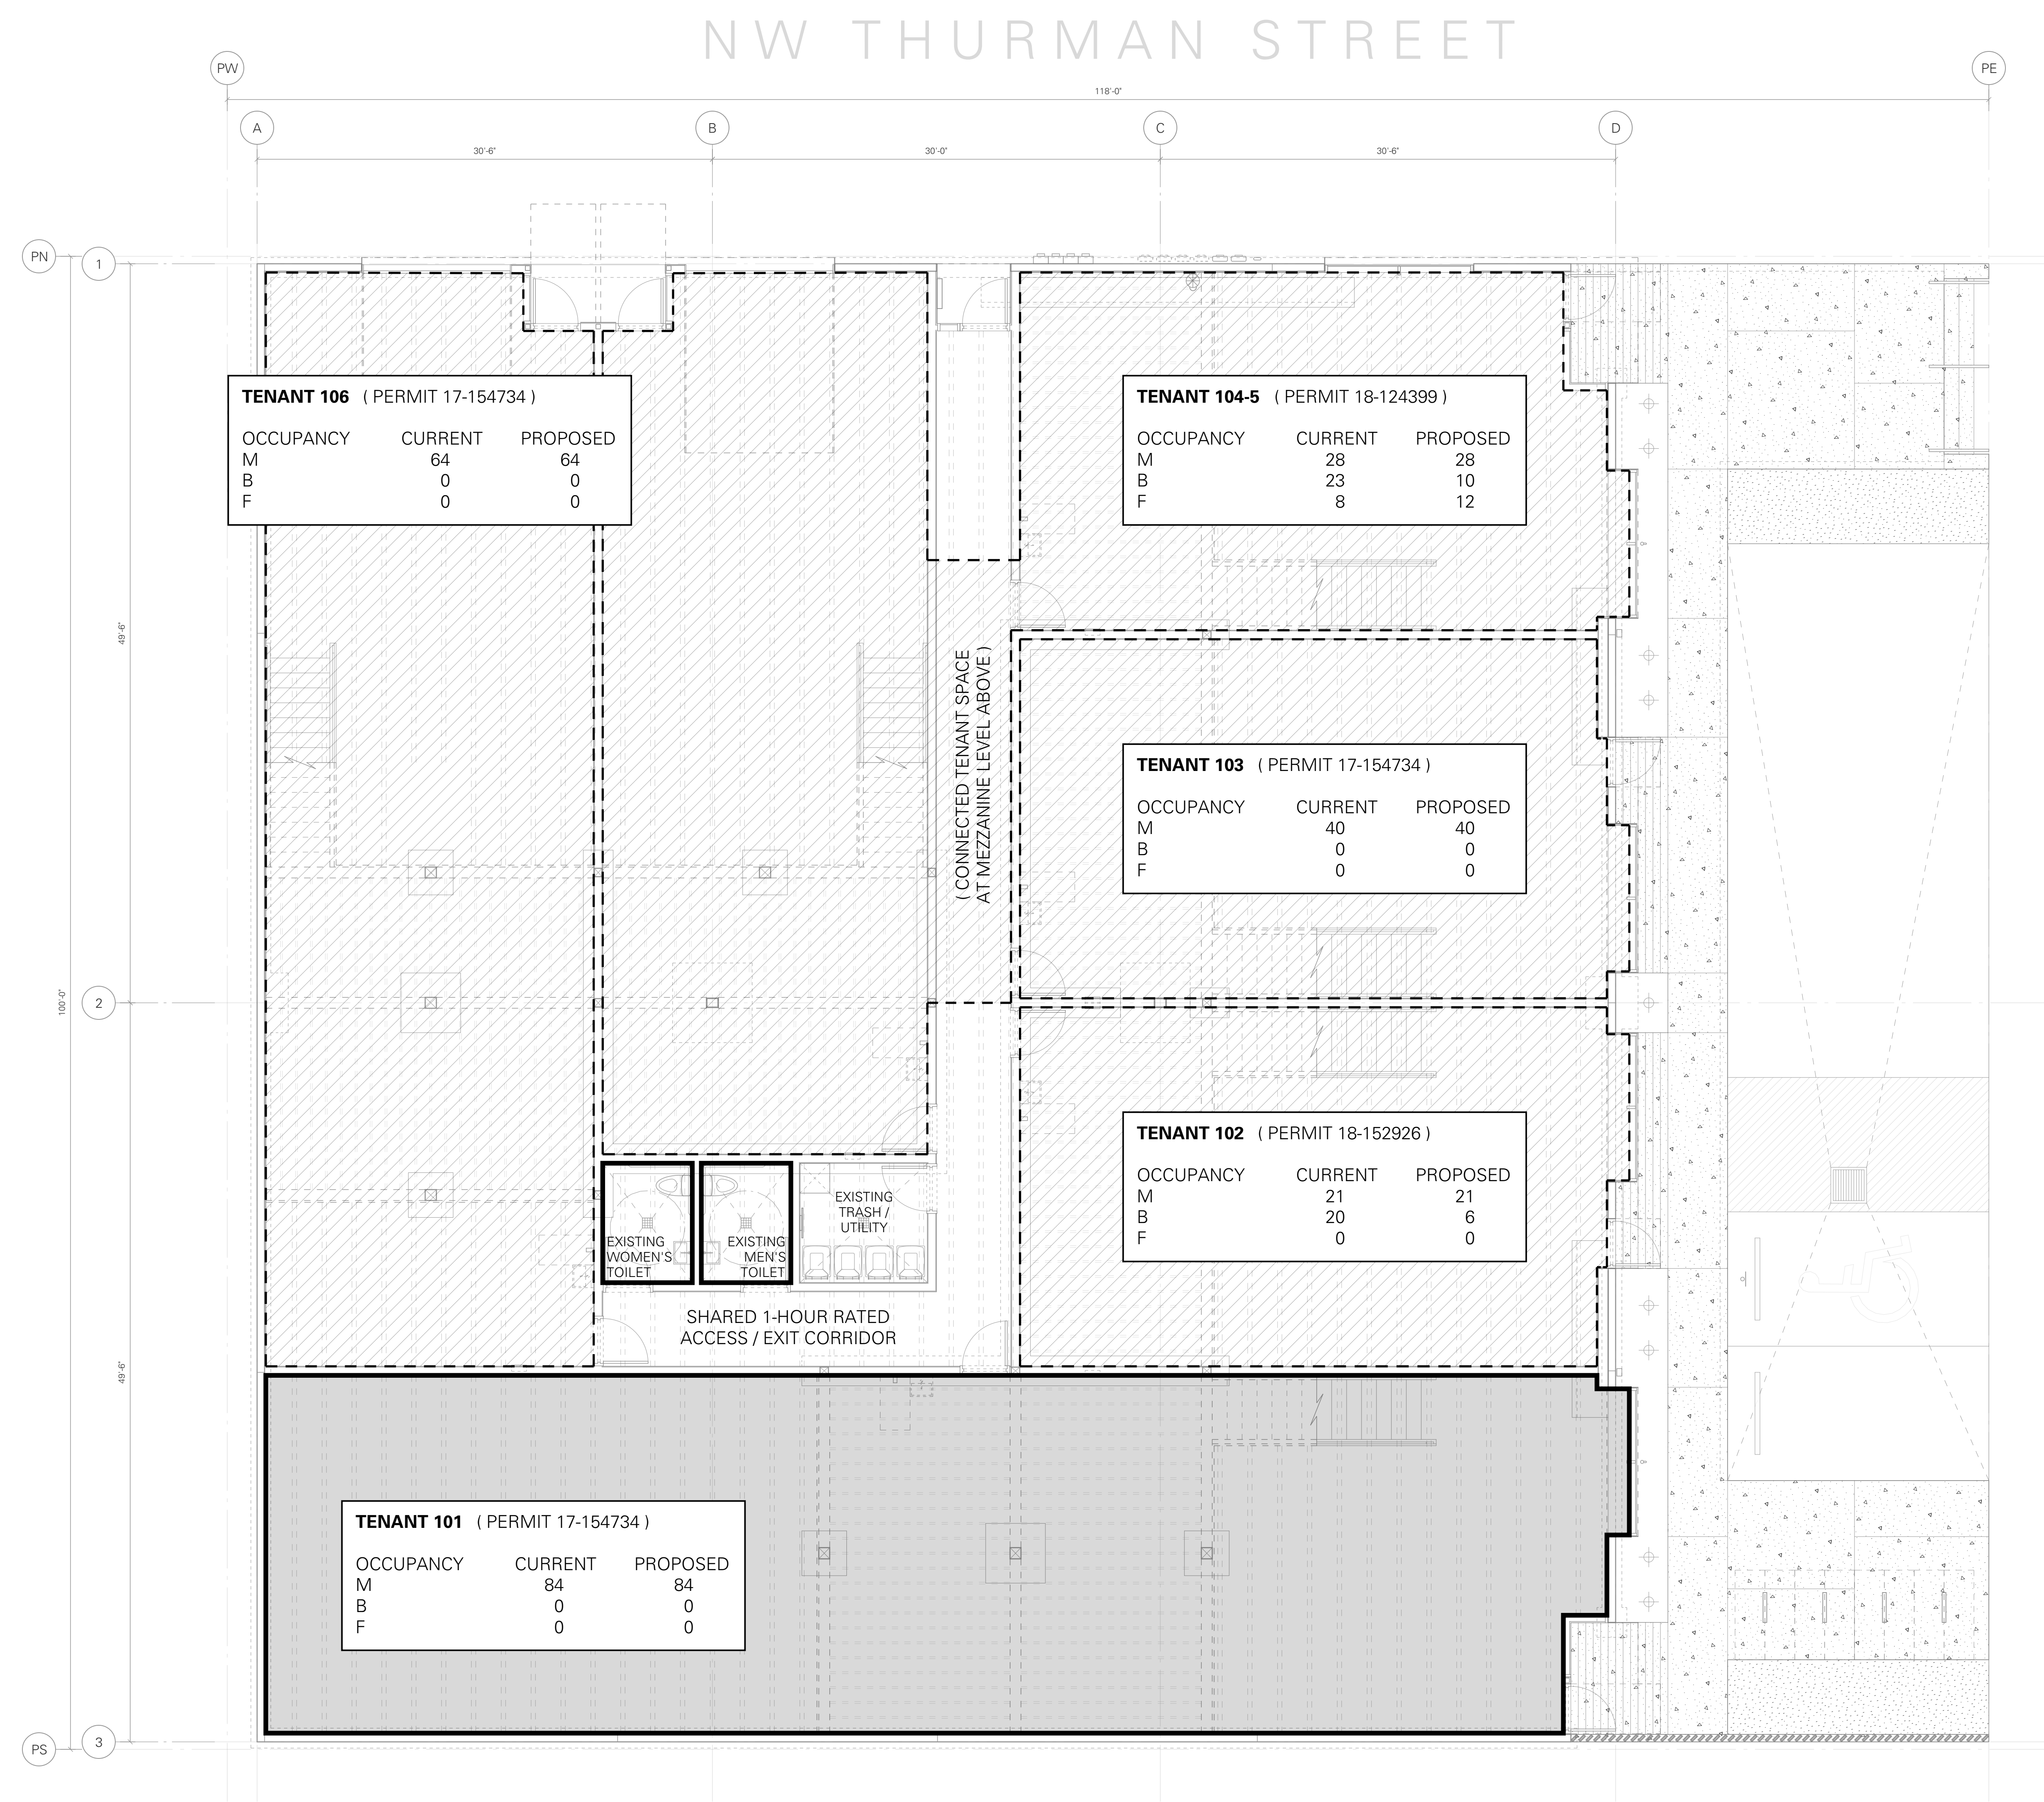 NW THURMAN STREET
PW
PE
118'-0"
A
B
C
D
30'-6"
30'-0"
30'-6"
PN
1
49'-6"
100'-0"
2
49'-6"
PS
3
TENANT 106 ( PERMIT 17-154734 )
OCCUPANCY CURRENT PROPOSED
M 64 64
B 0 0
F 0 0
TENANT 104-5 ( PERMIT 18-124399 )
OCCUPANCY CURRENT PROPOSED
M 28 28
B 23 10
F 8 12
( CONNECTED TENANT SPACE
AT MEZZANINE LEVEL ABOVE )
TENANT 103 ( PERMIT 17-154734 )
OCCUPANCY CURRENT PROPOSED
M 40 40
B 0 0
F 0 0
TENANT 102 ( PERMIT 18-152926 )
OCCUPANCY CURRENT PROPOSED
M 21 21
B 20 6
F 0 0
EXISTING
WOMEN'S
TOILET
EXISTING
MEN'S
TOILET
EXISTING
TRASH /
UTILITY
SHARED 1-HOUR RATED
ACCESS / EXIT CORRIDOR
TENANT 101 ( PERMIT 17-154734 )
OCCUPANCY CURRENT PROPOSED
M 84 84
B 0 0
F 0 0